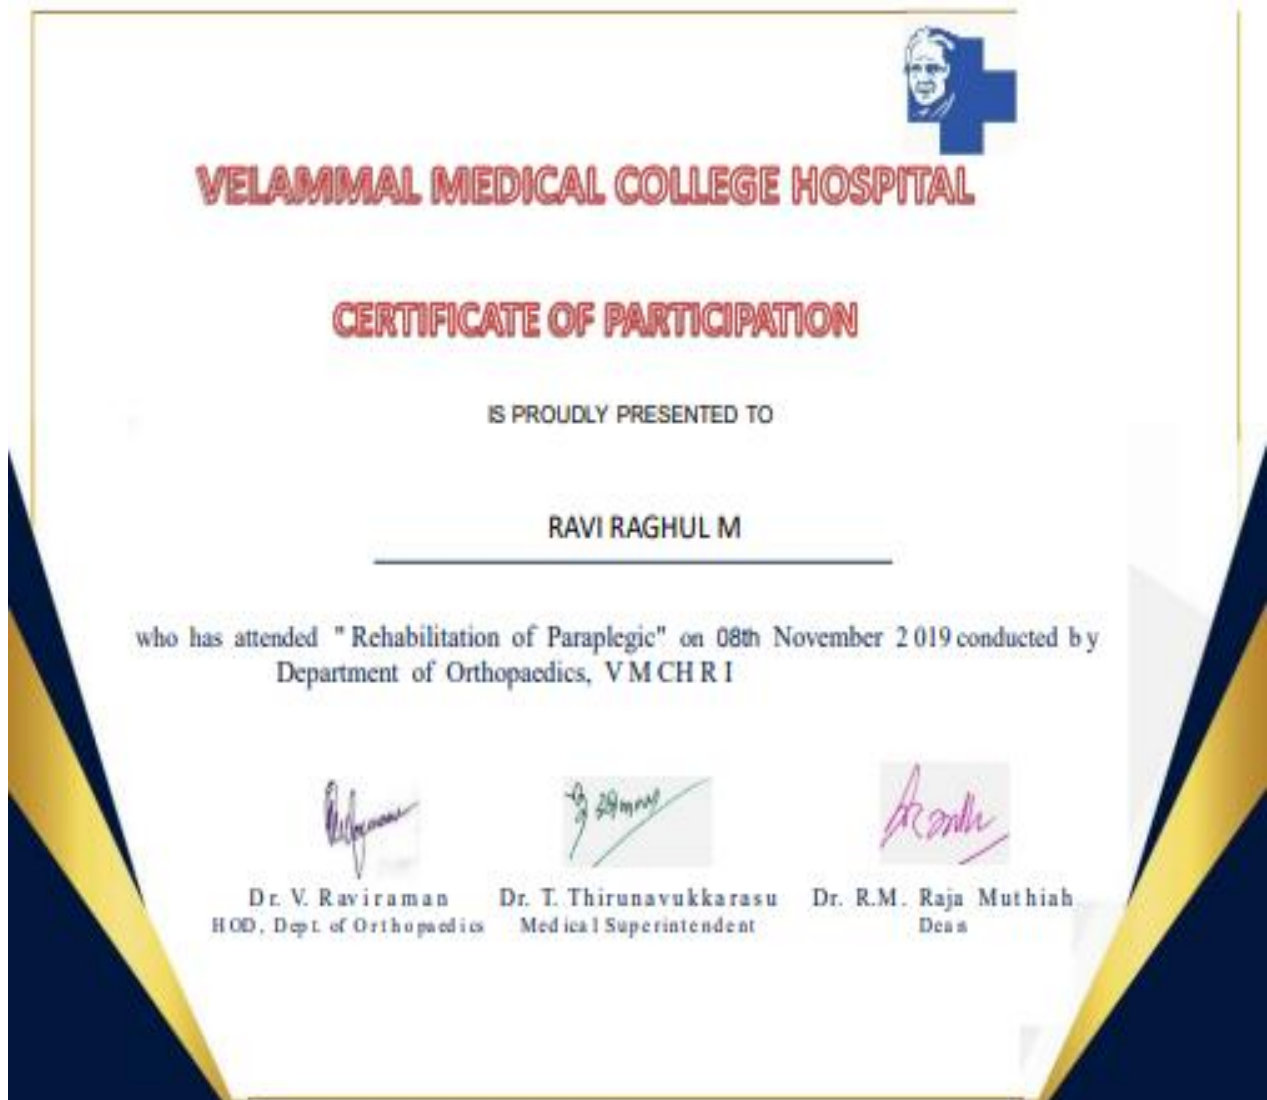 VELAMMAL MEDICAL COLLEGE HOSPITAL
CERTIFICATE OF PARTICIPATION
IS PROUDLY PRESENTED TO
RAVI RAGHUL M
who has attended "Rehabilitation of Paraplegic" on 08th November 2019 conducted by
Department of Orthopaedics, VMCHRI
Dr. V. Raviraman Dr. T. Thirunavukkarasu Dr. R.M. Raja Muthiah
HOD, Dept. of Orthopaedics Medical Superintendent Dean